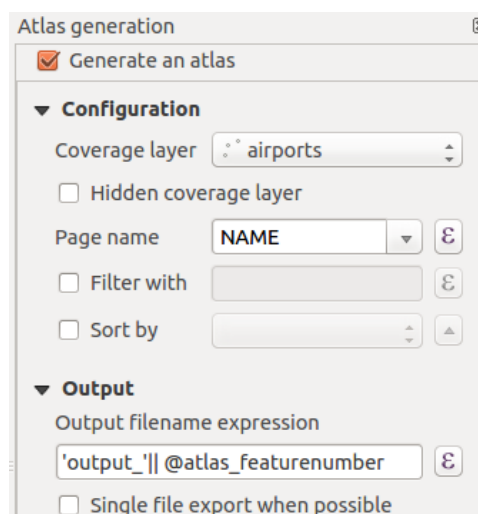 Atlas generation
Generate an atlas
Configuration
Coverage layer airports
Hidden coverage layer
Page name NAME ε
Filter with ε
Sort by
Output
Output filename expression
'output_'|| @atlas_featurenumber ε
Single file export when possible